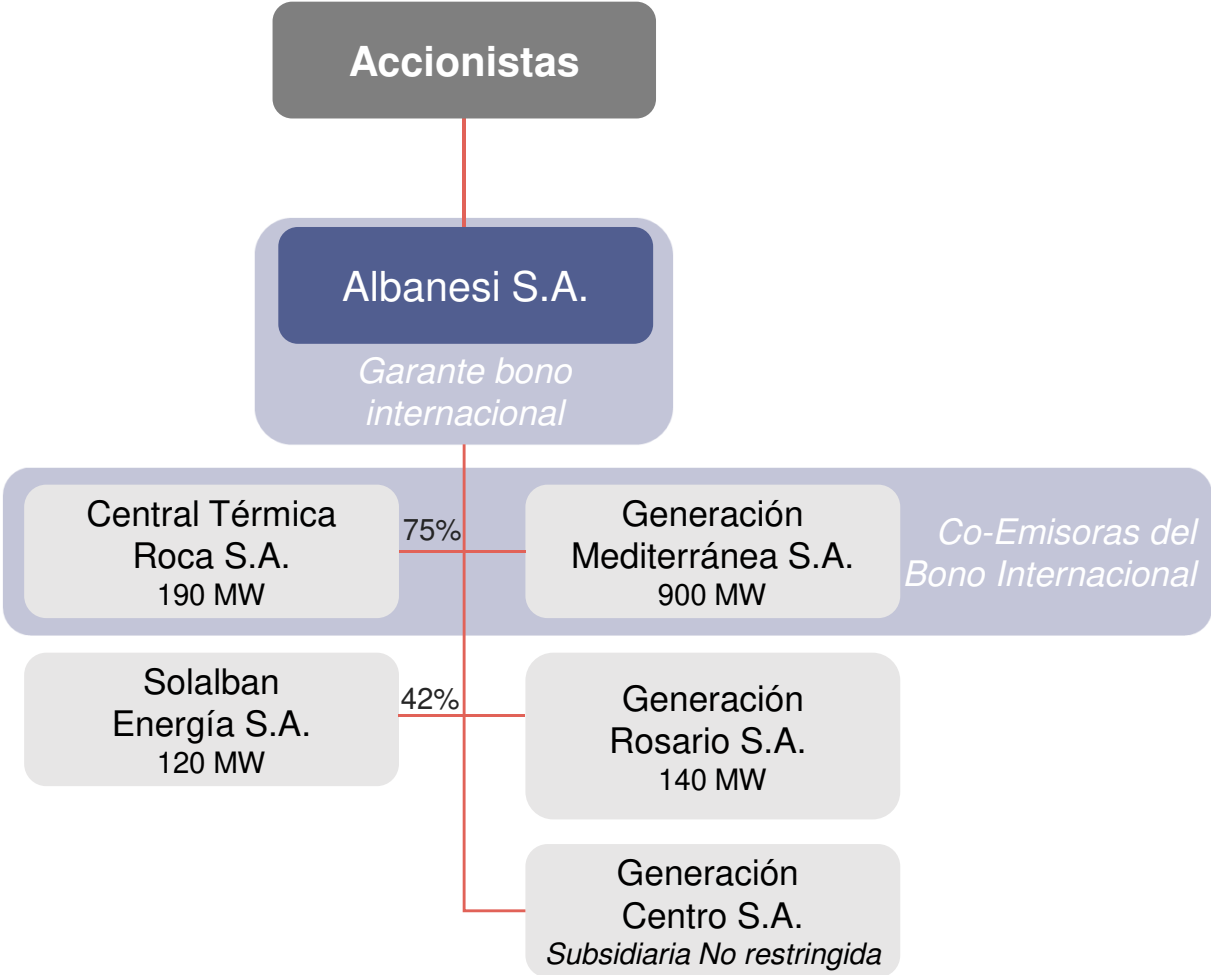 Accionistas
Albanesi S.A.
Garante bono
internacional
Central Térmica
Roca S.A.
190 MW
75%
Generación
Mediterránea S.A.
900 MW
Co-Emisoras del
Bono Internacional
Solalban
Energía S.A.
120 MW
42%
Generación
Rosario S.A.
140 MW
Generación
Centro S.A.
Subsidiaria No restringida